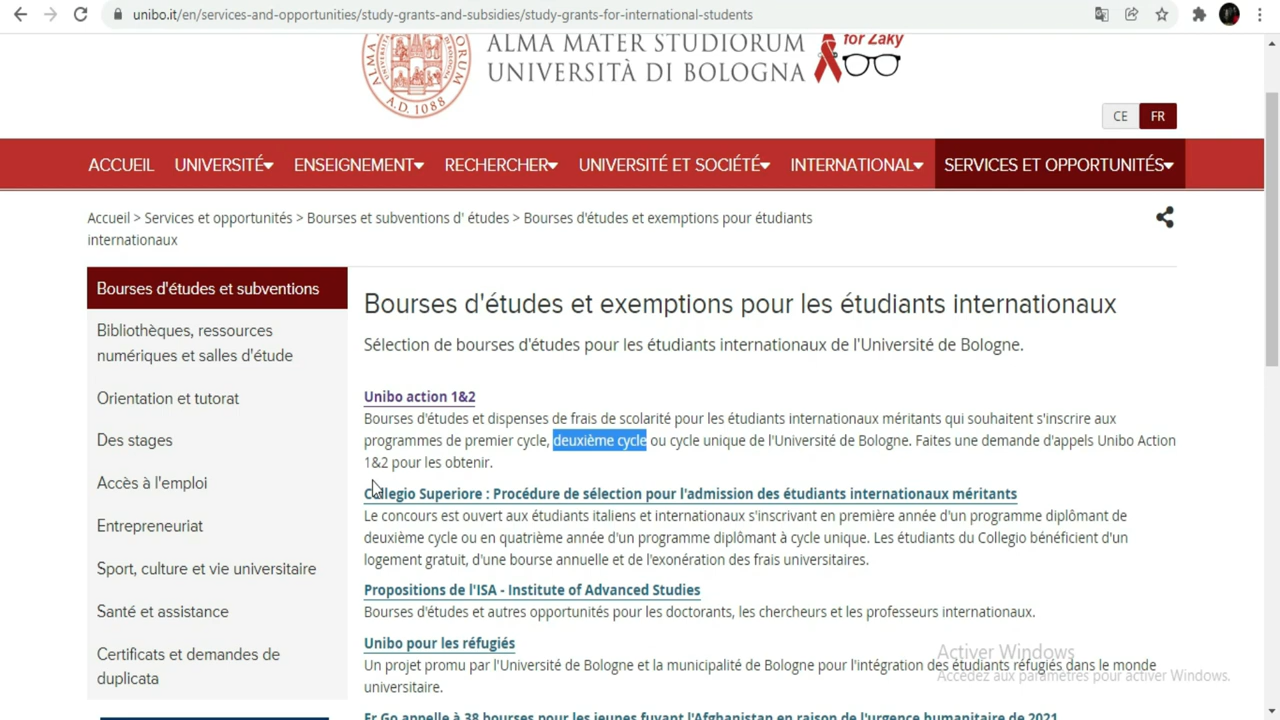 unibo.it/en/services-and-opportunities/study-grants-and-subsidies/study-grants-for-international-students
ALMA MATER STUDIORUM
UNIVERSITÀ DI BOLOGNA
for Zaky
ALMA
A.D. 1088
CE FR
ACCUEIL UNIVERSITÉ ENSEIGNEMENT RECHERCHER UNIVERSITÉ ET SOCIÉTÉ INTERNATIONAL SERVICES ET OPPORTUNITÉS
Accueil > Services et opportunités > Bourses et subventions d' études > Bourses d'études et exemptions pour étudiants
internationaux
Bourses d'études et subventions
Bibliothèques, ressources
numériques et salles d'étude
Orientation et tutorat
Des stages
Accès à l'emploi
Entrepreneuriat
Sport, culture et vie universitaire
Santé et assistance
Certificats et demandes de
duplicata
Bourses d'études et exemptions pour les étudiants internationaux
Sélection de bourses d'études pour les étudiants internationaux de l'Université de Bologne.
Unibo action 1&2
Bourses d'études et dispenses de frais de scolarité pour les étudiants internationaux méritants qui souhaitent s'inscrire aux
programmes de premier cycle, deuxième cycle ou cycle unique de l'Université de Bologne. Faites une demande d'appels Unibo Action
1&2 pour les obtenir.
Collegio Superiore : Procédure de sélection pour l'admission des étudiants internationaux méritants
Le concours est ouvert aux étudiants italiens et internationaux s'inscrivant en première année d'un programme diplômant de
deuxième cycle ou en quatrième année d'un programme diplômant à cycle unique. Les étudiants du Collegio bénéficient d'un
logement gratuit, d'une bourse annuelle et de l'exonération des frais universitaires.
Propositions de l'ISA - Institute of Advanced Studies
Bourses d'études et autres opportunités pour les doctorants, les chercheurs et les professeurs internationaux.
Unibo pour les réfugiés
Un projet promu par l'Université de Bologne et la municipalité de Bologne pour l'intégration des étudiants réfugiés dans le monde
universitaire.
Er.Go appelle à 38 bourses pour les jeunes fuyant l'Afghanistan en raison de l'urgence humanitaire de 2021
Activer Windows
Accédez aux paramètres pour activer Windows.